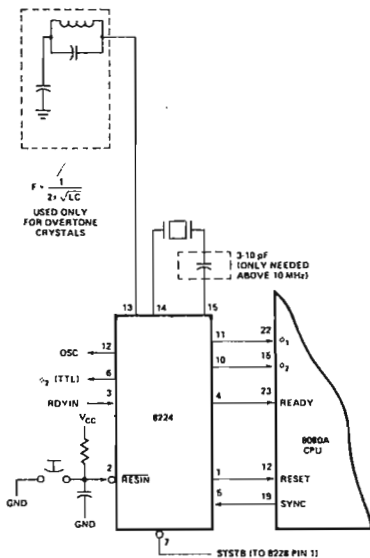 F = 1
2π √LC
USED ONLY
FOR OVERTONE
CRYSTALS
3-10 pF
(ONLY NEEDED
ABOVE 10 MHz)
13 14 15
OSC 12
φ2 (TTL) 6
RDYIN 3
VCC
2 RESIN
GND
GND
8224
11 22 φ1
10 15 φ2
4 23 READY
8080A
CPU
1 12 RESET
5 19 SYNC
7
STSTB (TO 8228 PIN 1)